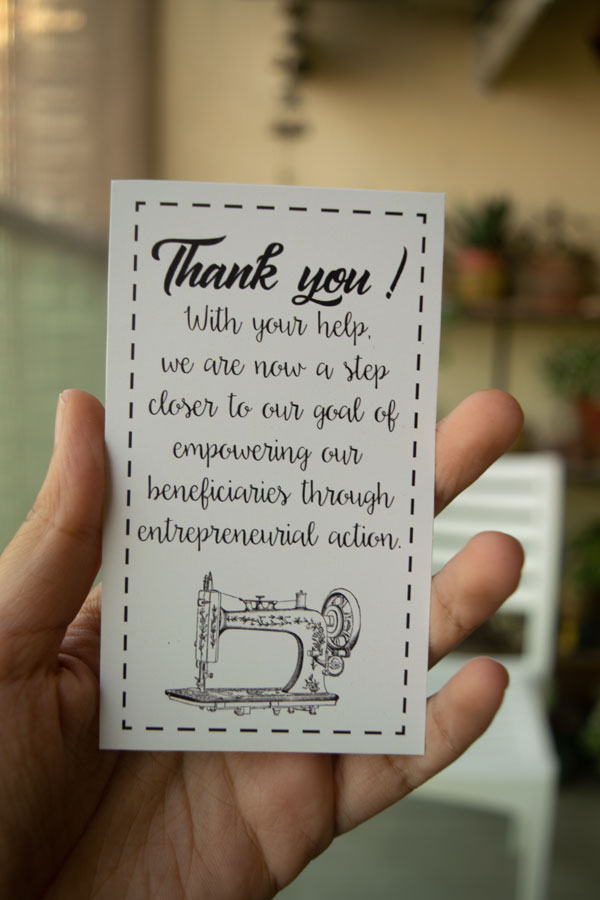 Thank you !
With your help,
we are now a step
closer to our goal of
empowering our
beneficiaries through
entrepreneurial action.